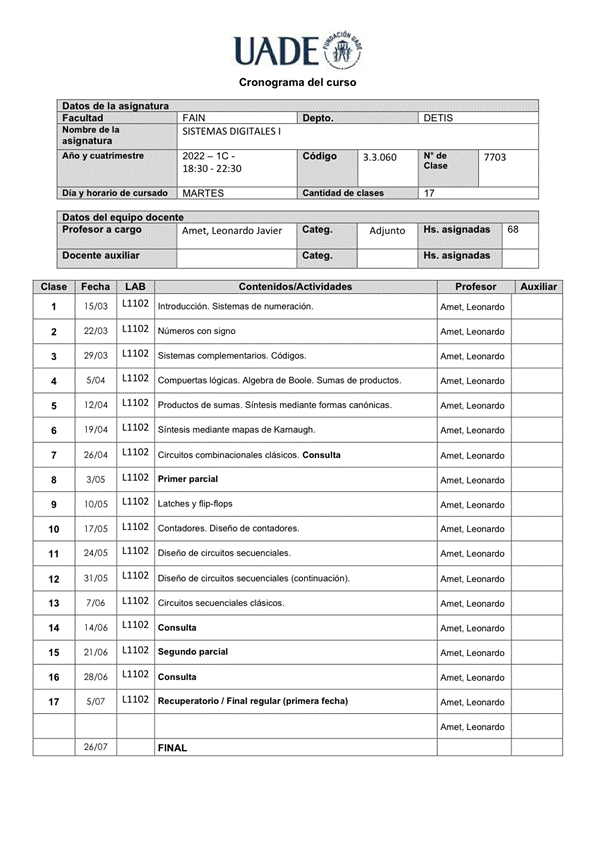 UADE FUNDACIÓN UADE
Cronograma del curso
Datos de la asignatura
Facultad FAIN Depto. DETIS
Nombre de la asignatura SISTEMAS DIGITALES I
Año y cuatrimestre 2022 – 1C - 18:30 - 22:30 Código 3.3.060 N° de Clase 7703
Día y horario de cursado MARTES Cantidad de clases 17
Datos del equipo docente
Profesor a cargo Amet, Leonardo Javier Categ. Adjunto Hs. asignadas 68
Docente auxiliar Categ. Hs. asignadas
Clase Fecha LAB Contenidos/Actividades Profesor Auxiliar
1 15/03 L1102 Introducción. Sistemas de numeración. Amet, Leonardo
2 22/03 L1102 Números con signo Amet, Leonardo
3 29/03 L1102 Sistemas complementarios. Códigos. Amet, Leonardo
4 5/04 L1102 Compuertas lógicas. Algebra de Boole. Sumas de productos. Amet, Leonardo
5 12/04 L1102 Productos de sumas. Síntesis mediante formas canónicas. Amet, Leonardo
6 19/04 L1102 Síntesis mediante mapas de Karnaugh. Amet, Leonardo
7 26/04 L1102 Circuitos combinacionales clásicos. Consulta Amet, Leonardo
8 3/05 L1102 Primer parcial Amet, Leonardo
9 10/05 L1102 Latches y flip-flops Amet, Leonardo
10 17/05 L1102 Contadores. Diseño de contadores. Amet, Leonardo
11 24/05 L1102 Diseño de circuitos secuenciales. Amet, Leonardo
12 31/05 L1102 Diseño de circuitos secuenciales (continuación). Amet, Leonardo
13 7/06 L1102 Circuitos secuenciales clásicos. Amet, Leonardo
14 14/06 L1102 Consulta Amet, Leonardo
15 21/06 L1102 Segundo parcial Amet, Leonardo
16 28/06 L1102 Consulta Amet, Leonardo
17 5/07 L1102 Recuperatorio / Final regular (primera fecha) Amet, Leonardo
Amet, Leonardo
26/07 FINAL